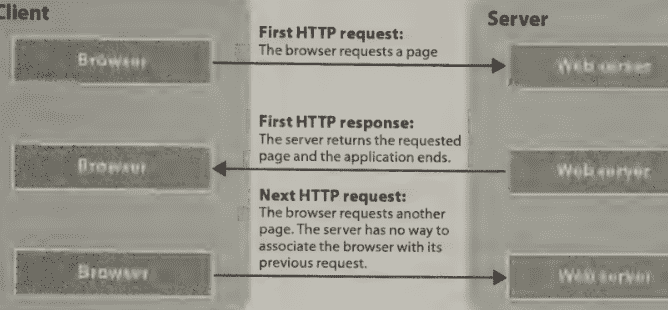 Client
Server
First HTTP request:
Browser
The browser requests a page
Web server
First HTTP response:
The server returns the requested
Browser
page and the application ends.
Web server
Next HTTP request:
The browser requests another
page. The server has no way to
associate the browser with its
Browser
previous request.
Web server